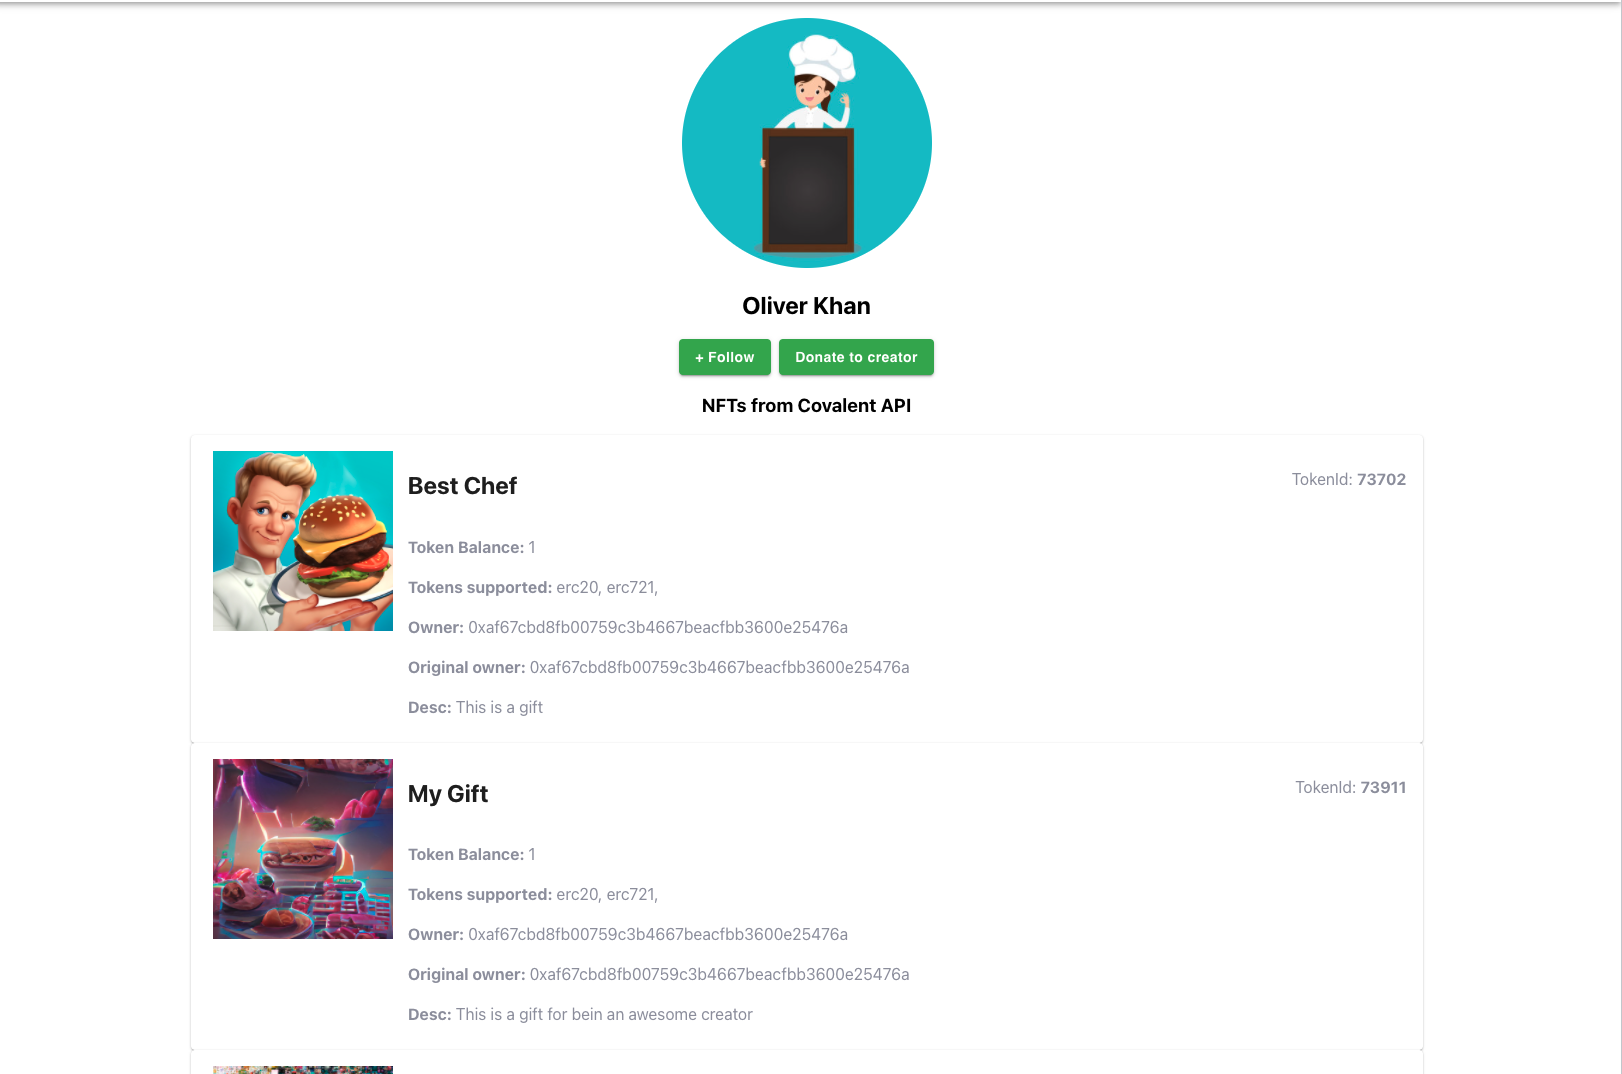 Oliver Khan
+ Follow
Donate to creator
NFTs from Covalent API
Best Chef
TokenId: 73702
Token Balance: 1
Tokens supported: erc20, erc721,
Owner: 0xaf67cbd8fb00759c3b4667beacfbb3600e25476a
Original owner: 0xaf67cbd8fb00759c3b4667beacfbb3600e25476a
Desc: This is a gift
My Gift
TokenId: 73911
Token Balance: 1
Tokens supported: erc20, erc721,
Owner: 0xaf67cbd8fb00759c3b4667beacfbb3600e25476a
Original owner: 0xaf67cbd8fb00759c3b4667beacfbb3600e25476a
Desc: This is a gift for bein an awesome creator